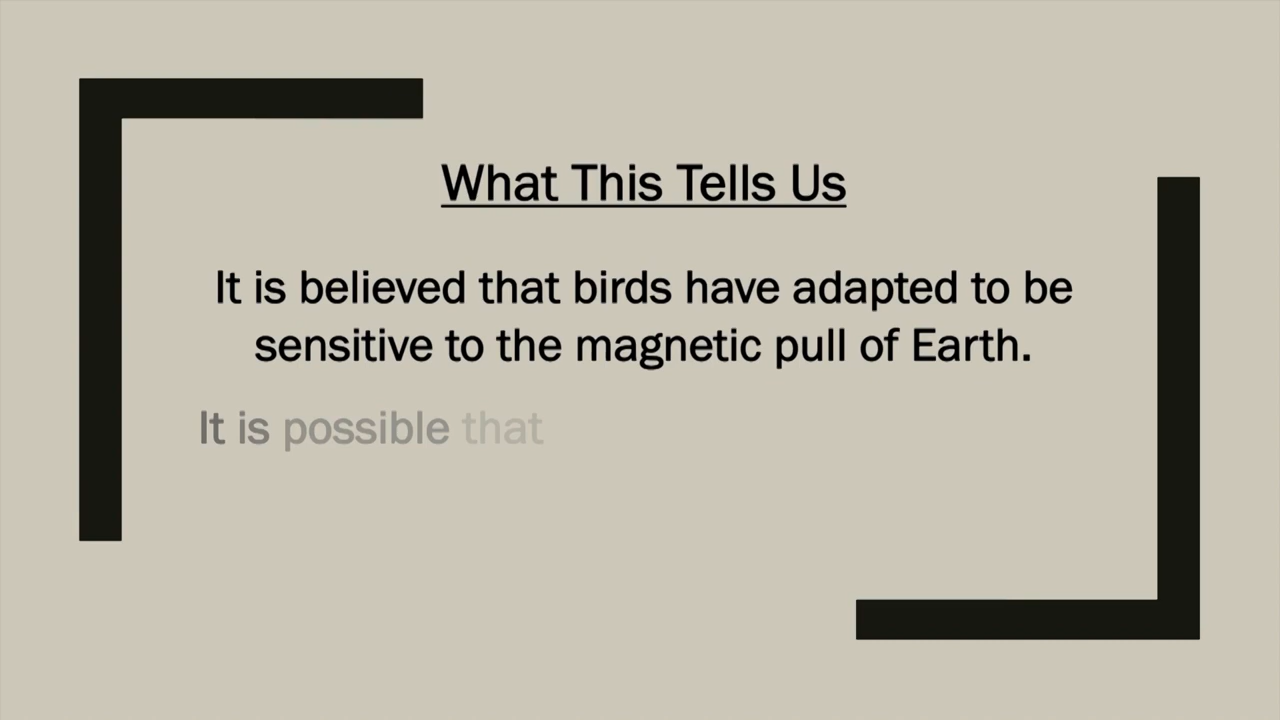 What This Tells Us
It is believed that birds have adapted to be
sensitive to the magnetic pull of Earth.
It is possible that